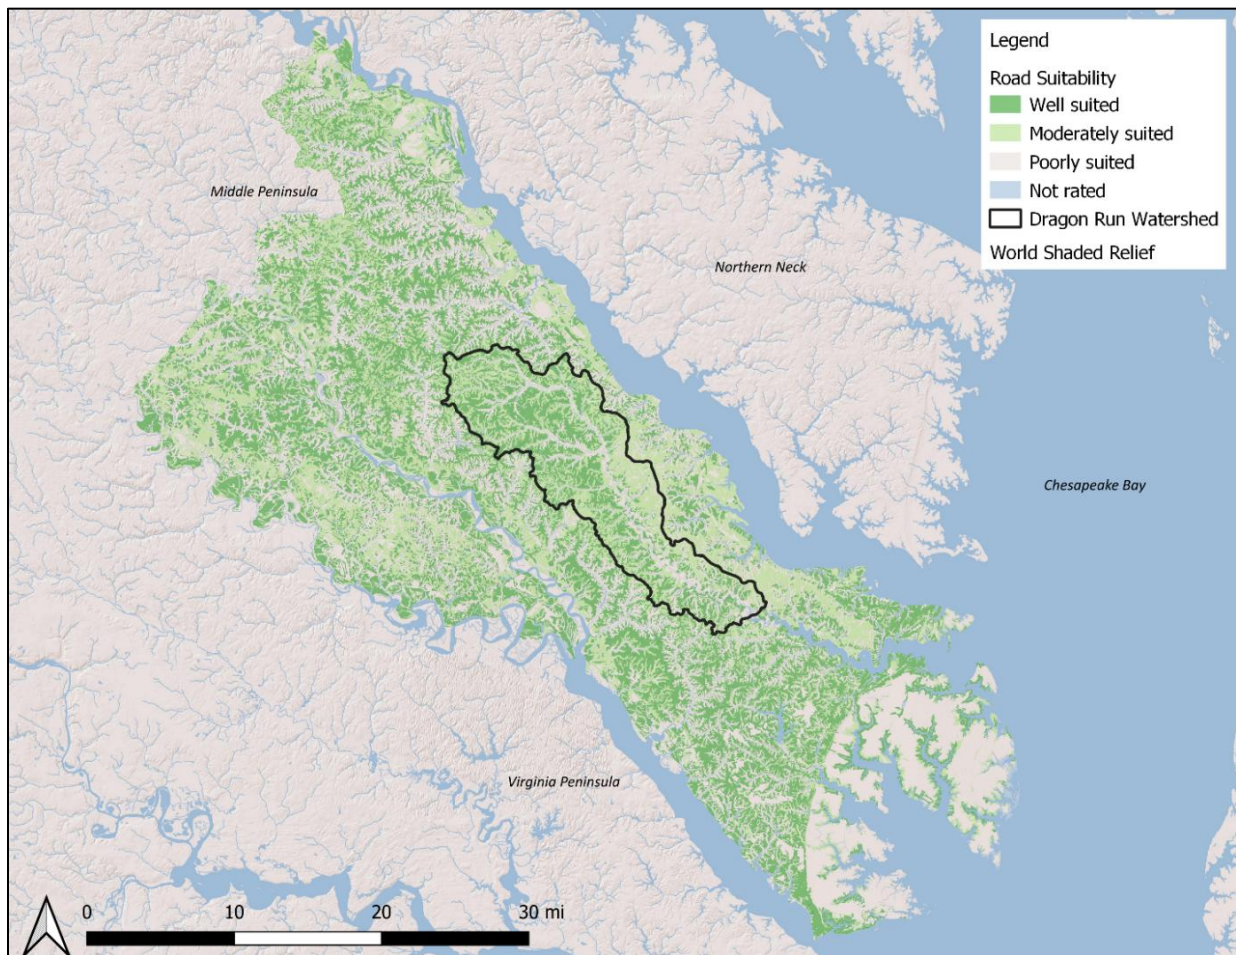 Legend
Road Suitability
Well suited
Moderately suited
Poorly suited
Not rated
Dragon Run Watershed
World Shaded Relief
Middle Peninsula
Northern Neck
Chesapeake Bay
Virginia Peninsula
0 10 20 30 mi